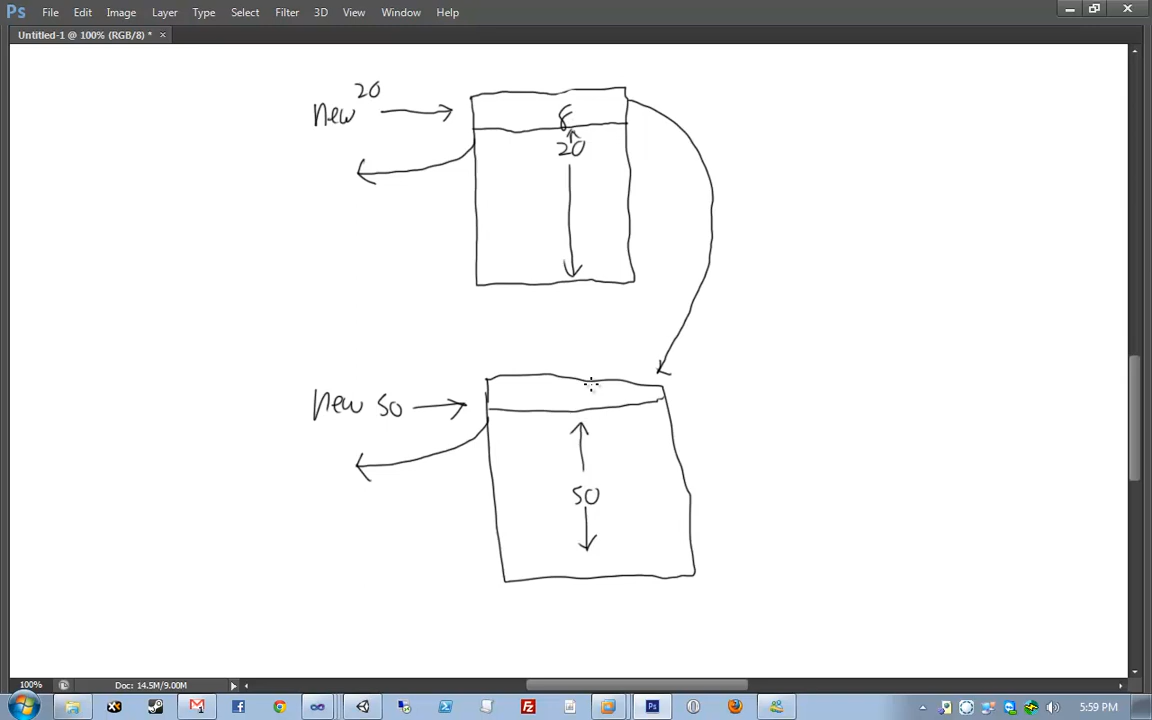 Ps File Edit Image Layer Type Select Filter 3D View Window Help
Untitled-1 @ 100% (RGB/8) * ×
new 20
8
20
new 50
50
100% Doc: 14.5M/9.00M
5:59 PM